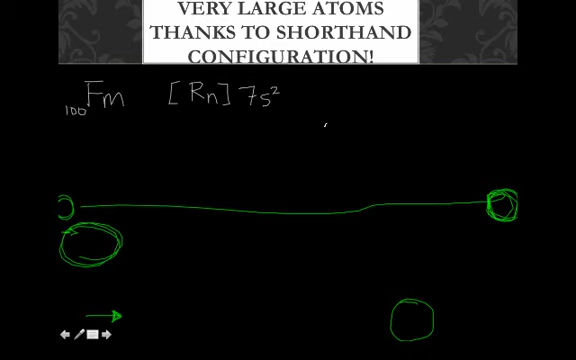 VERY LARGE ATOMS
THANKS TO SHORTHAND
CONFIGURATION!
₁₀₀Fm [Rn] 7s²